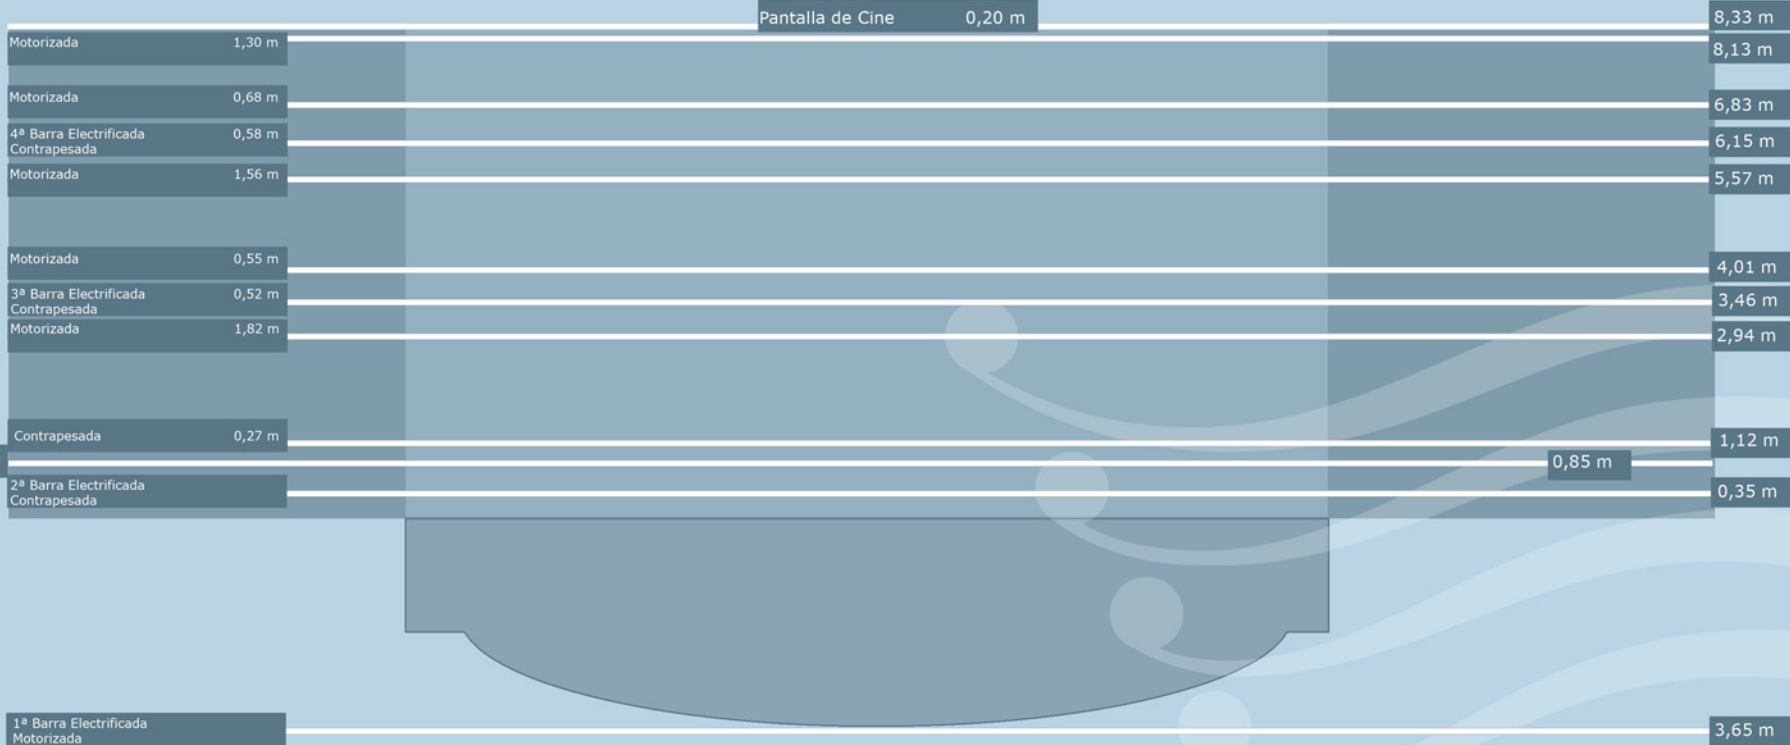 Pantalla de Cine 0,20 m 8,33 m
Motorizada 1,30 m 8,13 m
Motorizada 0,68 m 6,83 m
4ª Barra Electrificada 0,58 m 6,15 m
Contrapesada
Motorizada 1,56 m 5,57 m
Motorizada 0,55 m 4,01 m
3ª Barra Electrificada 0,52 m 3,46 m
Contrapesada
Motorizada 1,82 m 2,94 m
Contrapesada 0,27 m 1,12 m
0,85 m
2ª Barra Electrificada 0,35 m
Contrapesada
1ª Barra Electrificada 3,65 m
Motorizada